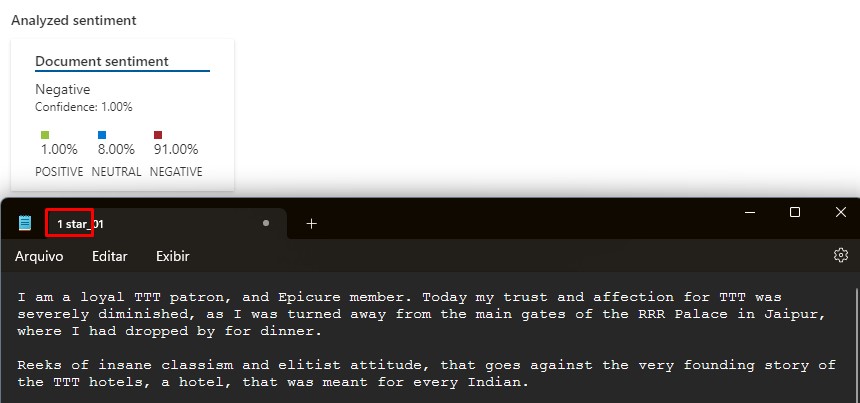 Analyzed sentiment
Document sentiment
Negative
Confidence: 1.00%
1.00% 8.00% 91.00%
POSITIVE NEUTRAL NEGATIVE
1 star_01
Arquivo Editar Exibir
I am a loyal TTT patron, and Epicure member. Today my trust and affection for TTT was
severely diminished, as I was turned away from the main gates of the RRR Palace in Jaipur,
where I had dropped by for dinner.
Reeks of insane classism and elitist attitude, that goes against the very founding story of
the TTT hotels, a hotel, that was meant for every Indian.